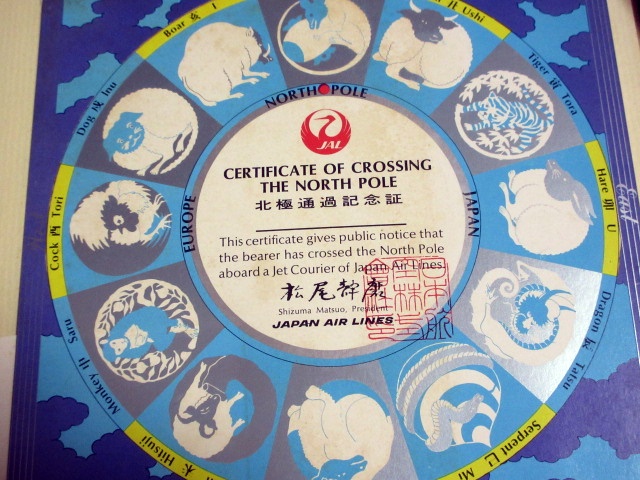 Boar 亥 I
丑 Ushi
Tiger 寅 Tora
Hare 卯 U
Dragon 辰 Tatsu
Serpent 巳 Mi
未 Hitsuji
Monkey 申 Saru
Cock 酉 Tori
Dog 戌 Inu
NORTH POLE
EUROPE
JAPAN
JAL
CERTIFICATE OF CROSSING
THE NORTH POLE
北極通過記念証
This certificate gives public notice that
the bearer has crossed the North Pole
aboard a Jet Courier of Japan Air Lines.
松尾静麿
Shizuma Matsuo, President
JAPAN AIR LINES
East